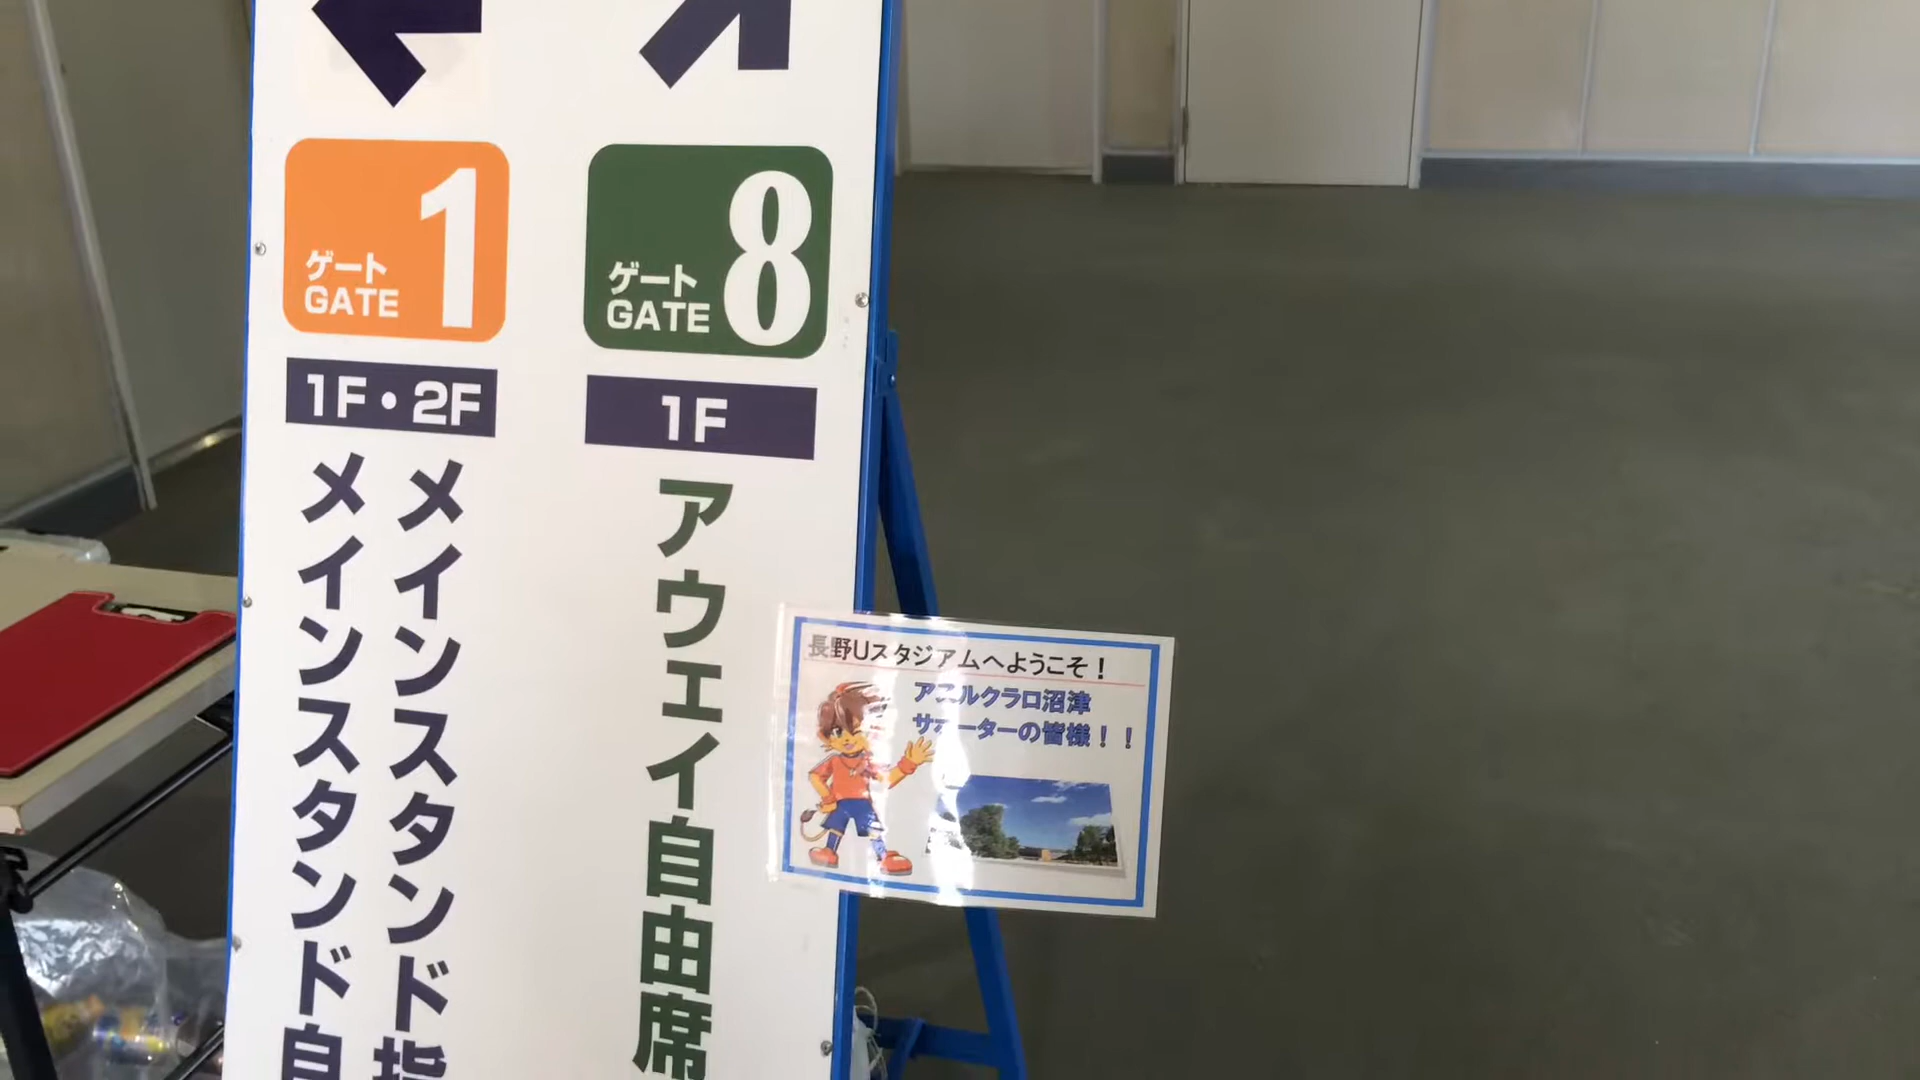 ゲート
GATE
1
1F・2F
メインスタンド指
メインスタンド自
ゲート
GATE
8
1F
アウェイ自由席
長野Uスタジアムへようこそ!
アスルクラロ沼津
サポーターの皆様!!